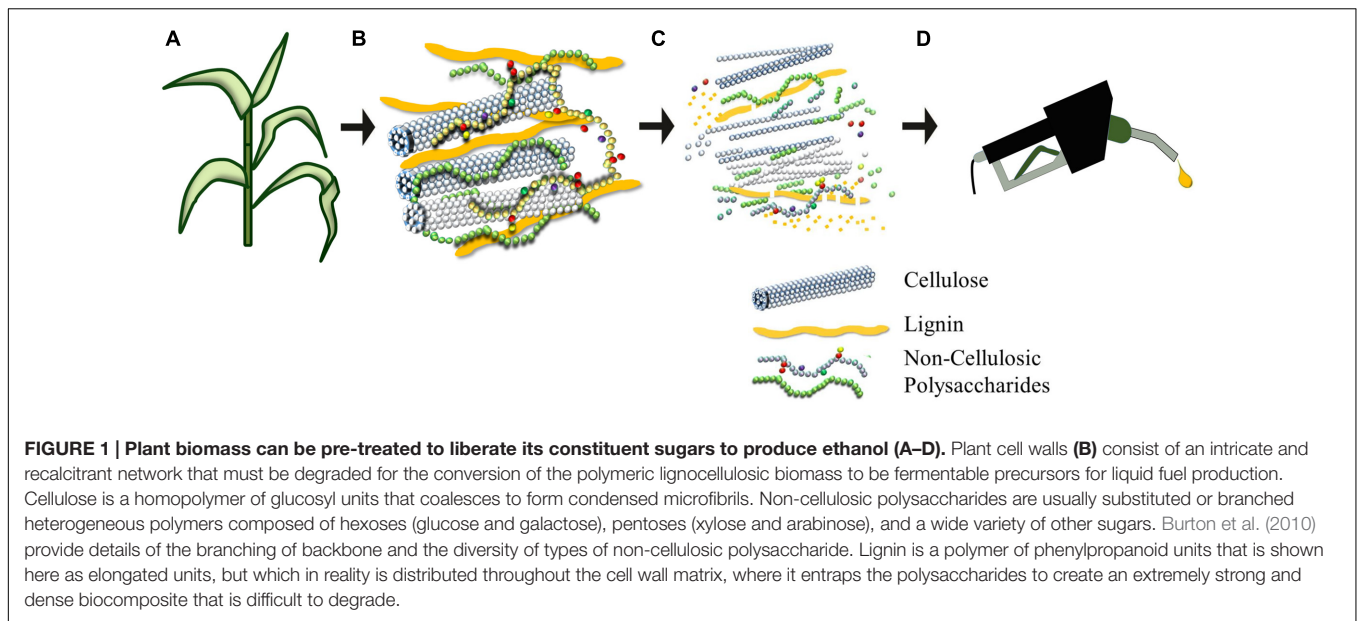 A
B
C
D
Cellulose
Lignin
Non-Cellulosic
Polysaccharides
FIGURE 1 | Plant biomass can be pre-treated to liberate its constituent sugars to produce ethanol (A–D). Plant cell walls (B) consist of an intricate and
recalcitrant network that must be degraded for the conversion of the polymeric lignocellulosic biomass to be fermentable precursors for liquid fuel production.
Cellulose is a homopolymer of glucosyl units that coalesces to form condensed microfibrils. Non-cellulosic polysaccharides are usually substituted or branched
heterogeneous polymers composed of hexoses (glucose and galactose), pentoses (xylose and arabinose), and a wide variety of other sugars. Burton et al. (2010)
provide details of the branching of backbone and the diversity of types of non-cellulosic polysaccharide. Lignin is a polymer of phenylpropanoid units that is shown
here as elongated units, but which in reality is distributed throughout the cell wall matrix, where it entraps the polysaccharides to create an extremely strong and
dense biocomposite that is difficult to degrade.